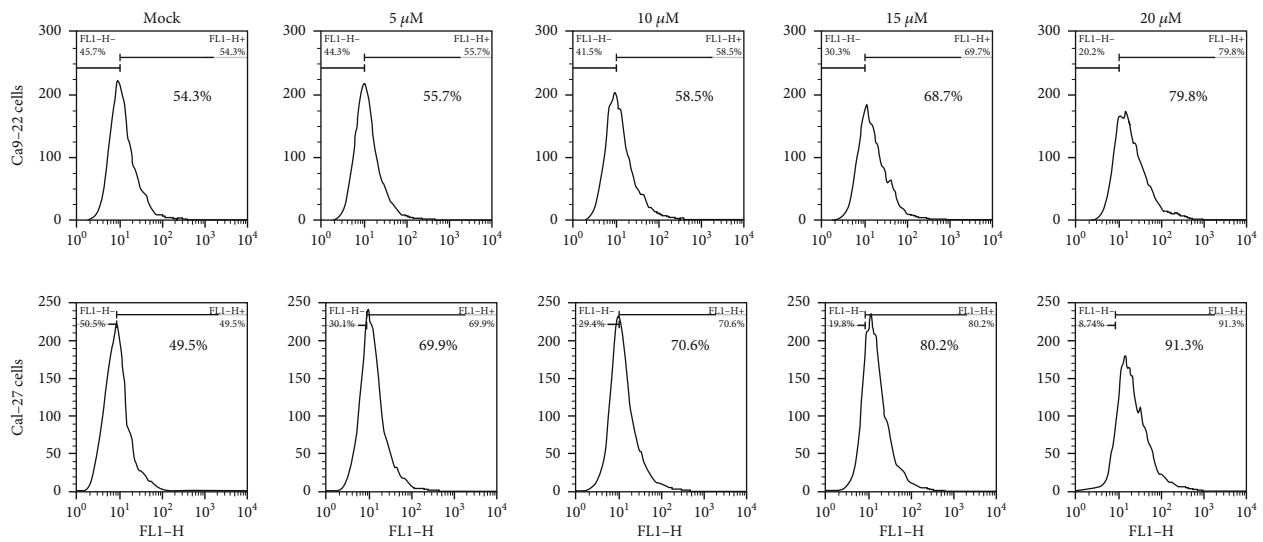 Mock 5 μM 10 μM 15 μM 20 μM
Ca9–22 cells
300 200 100 0
FL1–H– 45.7% FL1–H+ 54.3%
54.3%
10⁰ 10¹ 10² 10³ 10⁴
300 200 100 0
FL1–H– 44.3% FL1–H+ 55.7%
55.7%
10⁰ 10¹ 10² 10³ 10⁴
300 200 100 0
FL1–H– 41.5% FL1–H+ 58.5%
58.5%
10⁰ 10¹ 10² 10³ 10⁴
300 200 100 0
FL1–H– 30.3% FL1–H+ 69.7%
68.7%
10⁰ 10¹ 10² 10³ 10⁴
300 200 100 0
FL1–H– 20.2% FL1–H+ 79.8%
79.8%
10⁰ 10¹ 10² 10³ 10⁴
Cal–27 cells
250 200 150 100 50 0
FL1–H– 50.5% FL1–H+ 49.5%
49.5%
10⁰ 10¹ 10² 10³ 10⁴
FL1–H
250 200 150 100 50 0
FL1–H– 30.1% FL1–H+ 69.9%
69.9%
10⁰ 10¹ 10² 10³ 10⁴
FL1–H
250 200 150 100 50 0
FL1–H– 29.4% FL1–H+ 70.6%
70.6%
10⁰ 10¹ 10² 10³ 10⁴
FL1–H
250 200 150 100 50 0
FL1–H– 19.8% FL1–H+ 80.2%
80.2%
10⁰ 10¹ 10² 10³ 10⁴
FL1–H
250 200 150 100 50 0
FL1–H– 8.74% FL1–H+ 91.3%
91.3%
10⁰ 10¹ 10² 10³ 10⁴
FL1–H